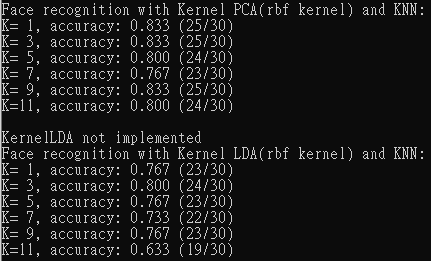 Face recognition with Kernel PCA(rbf kernel) and KNN:
K= 1, accuracy: 0.833 (25/30)
K= 3, accuracy: 0.833 (25/30)
K= 5, accuracy: 0.800 (24/30)
K= 7, accuracy: 0.767 (23/30)
K= 9, accuracy: 0.833 (25/30)
K=11, accuracy: 0.800 (24/30)

KernelLDA not implemented
Face recognition with Kernel LDA(rbf kernel) and KNN:
K= 1, accuracy: 0.767 (23/30)
K= 3, accuracy: 0.800 (24/30)
K= 5, accuracy: 0.767 (23/30)
K= 7, accuracy: 0.733 (22/30)
K= 9, accuracy: 0.767 (23/30)
K=11, accuracy: 0.633 (19/30)